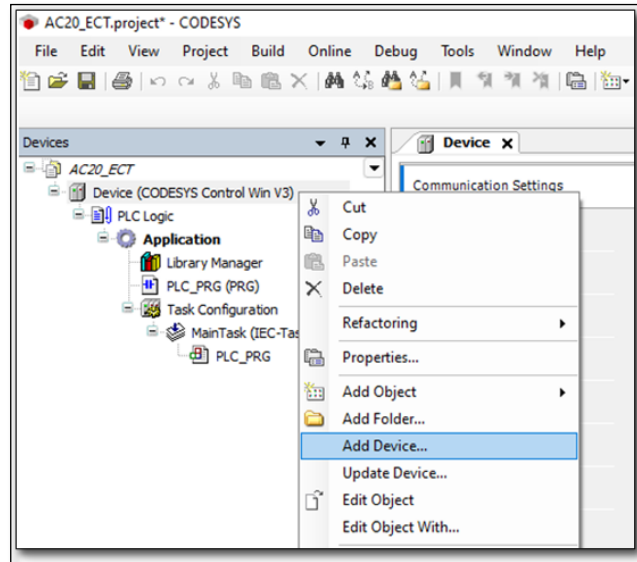 AC20_ECT.project* - CODESYS
File Edit View Project Build Online Debug Tools Window Help
Devices
Device
AC20_ECT
Device (CODESYS Control Win V3)
Communication Settings
PLC Logic
Application
Library Manager
PLC_PRG (PRG)
Task Configuration
MainTask (IEC-Tas
PLC_PRG
Cut
Copy
Paste
Delete
Refactoring
Properties...
Add Object
Add Folder...
Add Device...
Update Device...
Edit Object
Edit Object With...